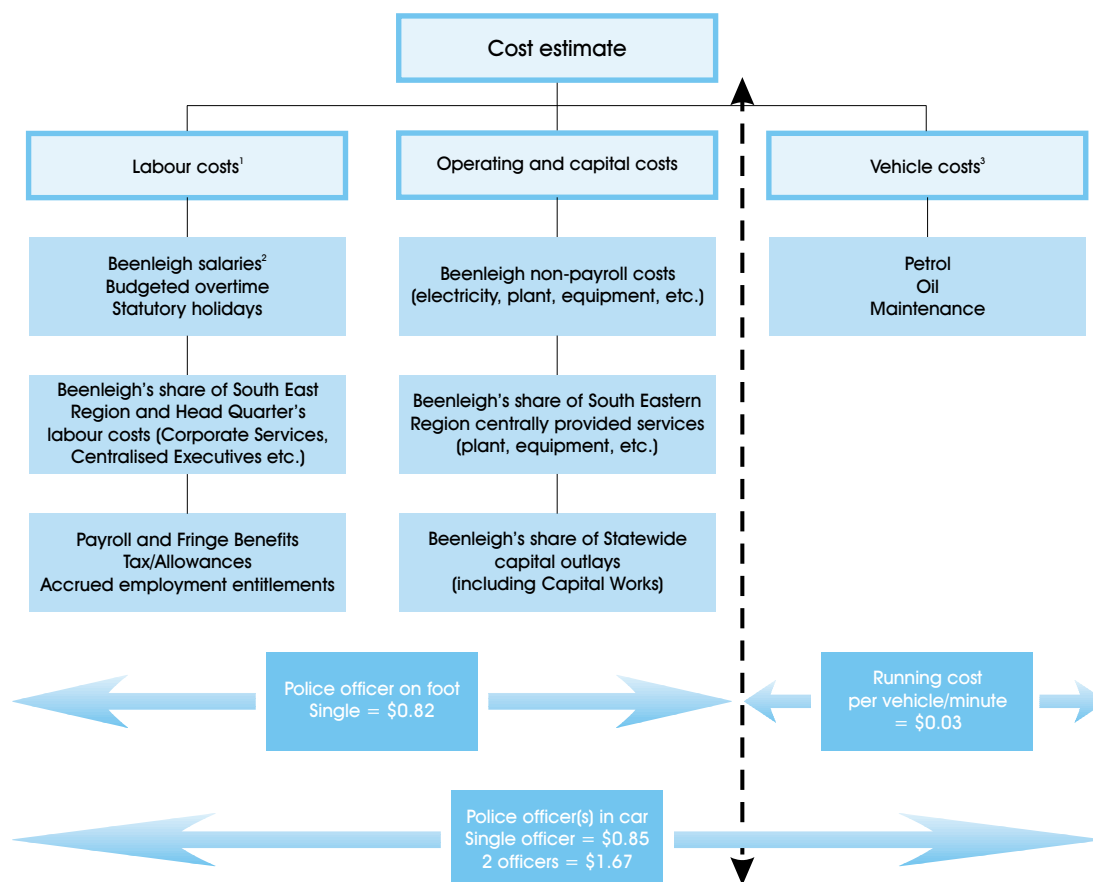 Cost estimate
Labour costs¹
Operating and capital costs
Vehicle costs³
Beenleigh salaries²
Budgeted overtime
Statutory holidays
Beenleigh non-payroll costs
(electricity, plant, equipment, etc.)
Petrol
Oil
Maintenance
Beenleigh's share of South East
Region and Head Quarter's
labour costs (Corporate Services,
Centralised Executives etc.)
Beenleigh's share of South Eastern
Region centrally provided services
(plant, equipment, etc.)
Payroll and Fringe Benefits
Tax/Allowances
Accrued employment entitlements
Beenleigh's share of Statewide
capital outlays
(including Capital Works)
Police officer on foot
Single = $0.82
Running cost
per vehicle/minute
= $0.03
Police officer(s) in car
Single officer = $0.85
2 officers = $1.67